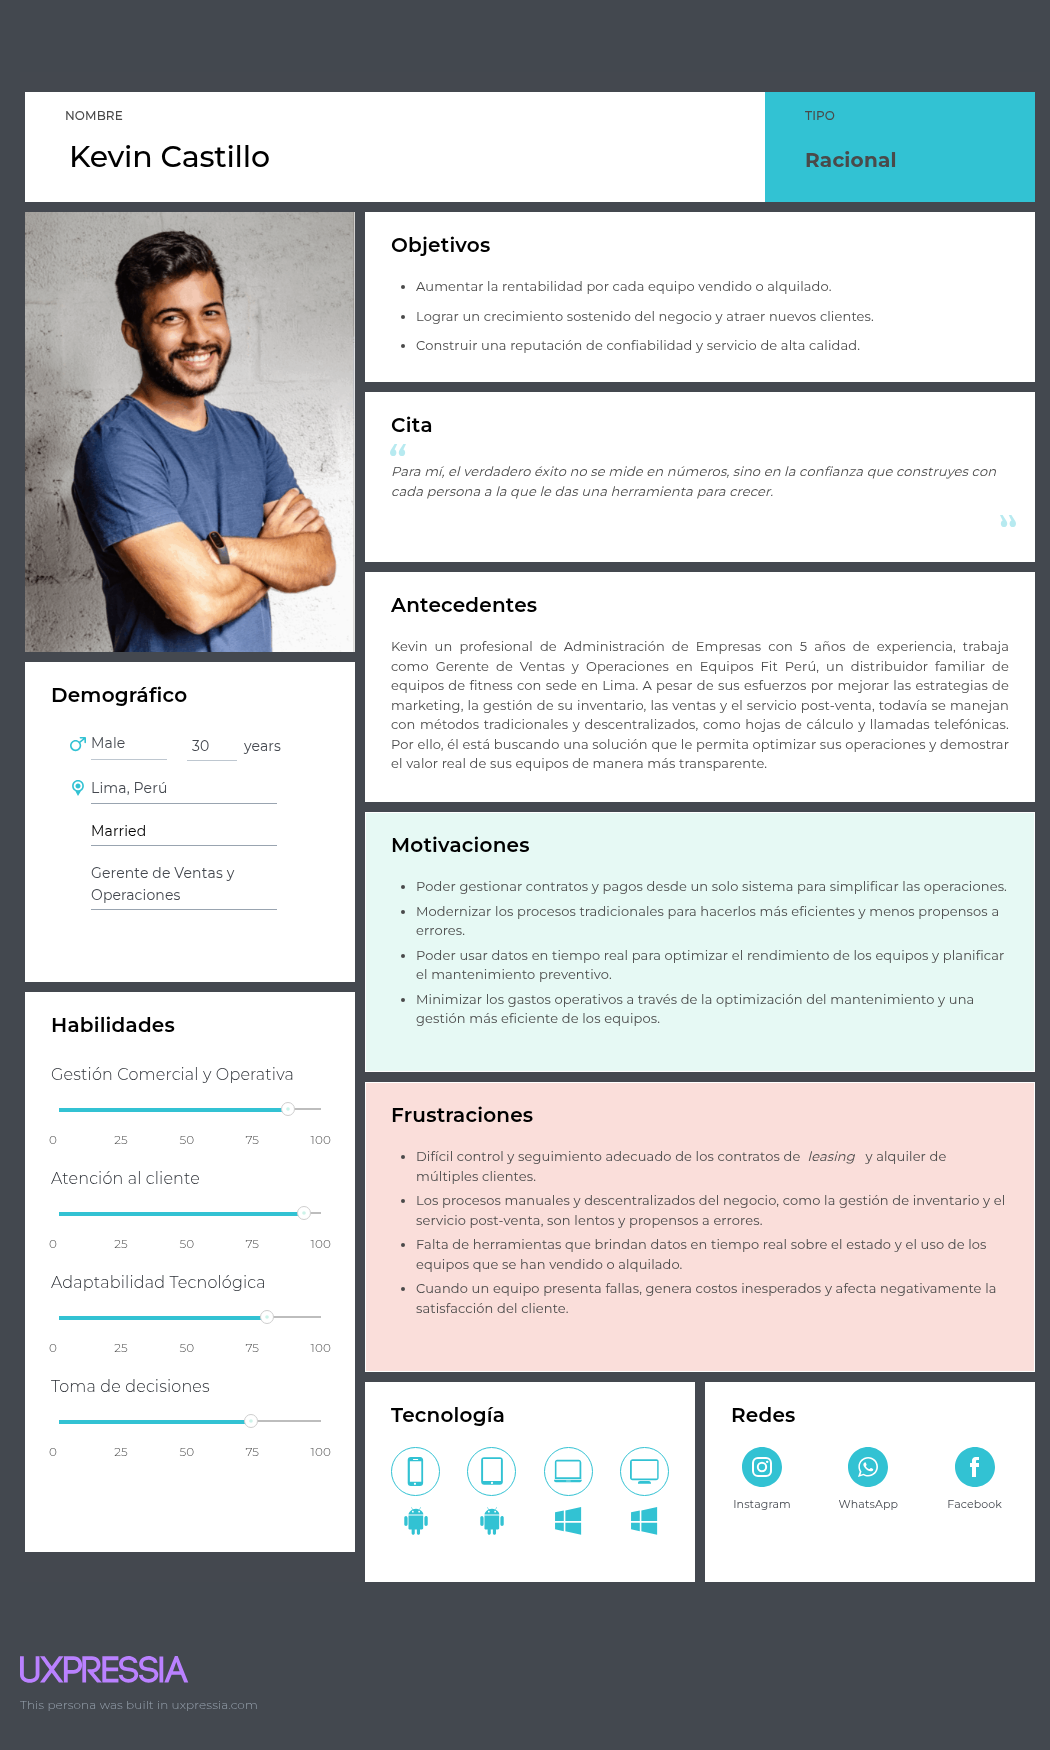 NOMBRE
Kevin Castillo
TIPO
Racional
Objetivos
Aumentar la rentabilidad por cada equipo vendido o alquilado.
Lograr un crecimiento sostenido del negocio y atraer nuevos clientes.
Construir una reputación de confiabilidad y servicio de alta calidad.
Cita
“
Para mí, el verdadero éxito no se mide en números, sino en la confianza que construyes con
cada persona a la que le das una herramienta para crecer.
”
Antecedentes
Kevin un profesional de Administración de Empresas con 5 años de experiencia, trabaja
como Gerente de Ventas y Operaciones en Equipos Fit Perú, un distribuidor familiar de
equipos de fitness con sede en Lima. A pesar de sus esfuerzos por mejorar las estrategias de
marketing, la gestión de su inventario, las ventas y el servicio post-venta, todavía se manejan
con métodos tradicionales y descentralizados, como hojas de cálculo y llamadas telefónicas.
Por ello, él está buscando una solución que le permita optimizar sus operaciones y demostrar
el valor real de sus equipos de manera más transparente.
Demográfico
Male 30 years
Lima, Perú
Married
Gerente de Ventas y
Operaciones
Motivaciones
Poder gestionar contratos y pagos desde un solo sistema para simplificar las operaciones.
Modernizar los procesos tradicionales para hacerlos más eficientes y menos propensos a
errores.
Poder usar datos en tiempo real para optimizar el rendimiento de los equipos y planificar
el mantenimiento preventivo.
Minimizar los gastos operativos a través de la optimización del mantenimiento y una
gestión más eficiente de los equipos.
Habilidades
Gestión Comercial y Operativa
0 25 50 75 100
Atención al cliente
0 25 50 75 100
Adaptabilidad Tecnológica
0 25 50 75 100
Toma de decisiones
0 25 50 75 100
Frustraciones
Difícil control y seguimiento adecuado de los contratos de leasing y alquiler de
múltiples clientes.
Los procesos manuales y descentralizados del negocio, como la gestión de inventario y el
servicio post-venta, son lentos y propensos a errores.
Falta de herramientas que brindan datos en tiempo real sobre el estado y el uso de los
equipos que se han vendido o alquilado.
Cuando un equipo presenta fallas, genera costos inesperados y afecta negativamente la
satisfacción del cliente.
Tecnología
Redes
Instagram WhatsApp Facebook
UXPRESSIA
This persona was built in uxpressia.com